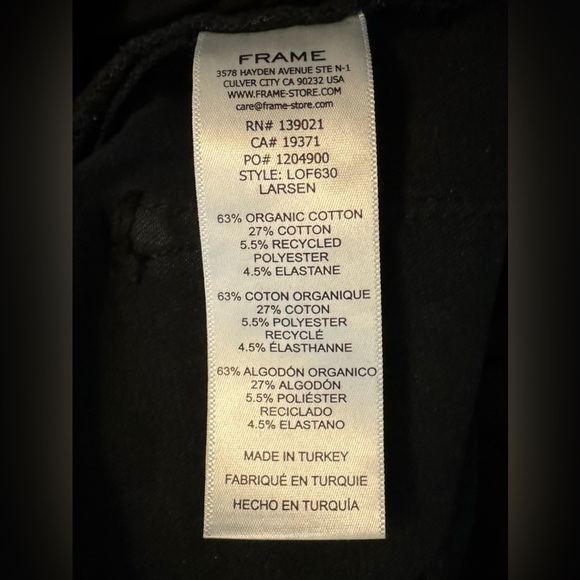 FRAME
3578 HAYDEN AVENUE STE N-1
CULVER CITY CA 90232 USA
WWW.FRAME-STORE.COM
care@frame-store.com
RN# 139021
CA# 19371
PO# 1204900
STYLE: LOF630
LARSEN
63% ORGANIC COTTON
27% COTTON
5.5% RECYCLED
POLYESTER
4.5% ELASTANE
63% COTON ORGANIQUE
27% COTON
5.5% POLYESTER
RECYCLÉ
4.5% ÉLASTHANNE
63% ALGODÓN ORGANICO
27% ALGODÓN
5.5% POLIÉSTER
RECICLADO
4.5% ELASTANO
MADE IN TURKEY
FABRIQUÉ EN TURQUIE
HECHO EN TURQUÍA